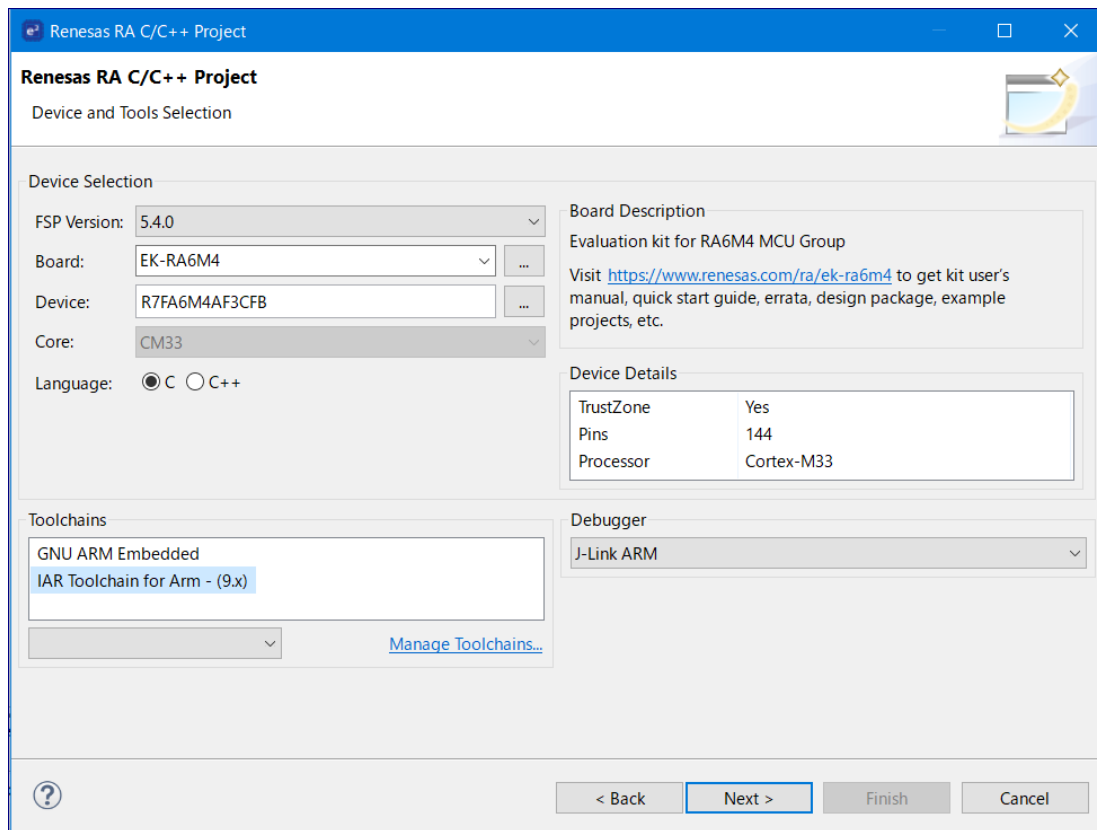 e² Renesas RA C/C++ Project
Renesas RA C/C++ Project
Device and Tools Selection
Device Selection
FSP Version: 5.4.0
Board: EK-RA6M4 ...
Device: R7FA6M4AF3CFB ...
Core: CM33
Language: C C++
Board Description
Evaluation kit for RA6M4 MCU Group
Visit https://www.renesas.com/ra/ek-ra6m4 to get kit user's
manual, quick start guide, errata, design package, example
projects, etc.
Device Details
TrustZone Yes
Pins 144
Processor Cortex-M33
Toolchains
GNU ARM Embedded
IAR Toolchain for Arm - (9.x)
Manage Toolchains...
Debugger
J-Link ARM
? < Back Next > Finish Cancel